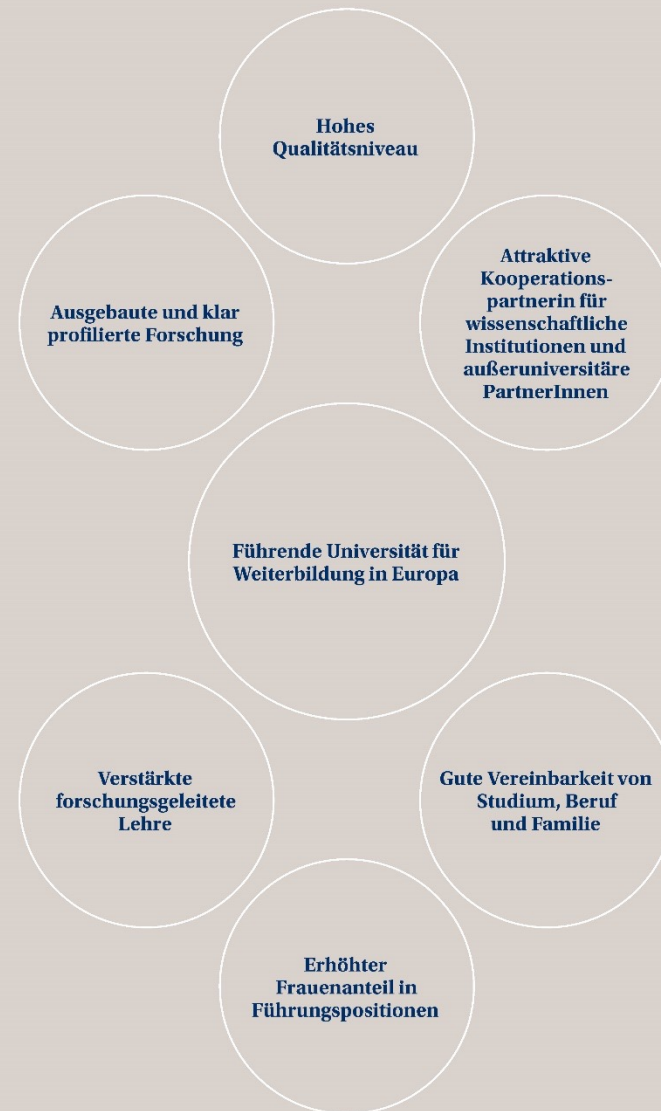 Hohes
Qualitätsniveau
Ausgebaute und klar
profilierte Forschung
Attraktive
Kooperations-
partnerin für
wissenschaftliche
Institutionen und
außeruniversitäre
PartnerInnen
Führende Universität für
Weiterbildung in Europa
Verstärkte
forschungsgeleitete
Lehre
Gute Vereinbarkeit von
Studium, Beruf
und Familie
Erhöhter
Frauenanteil in
Führungspositionen